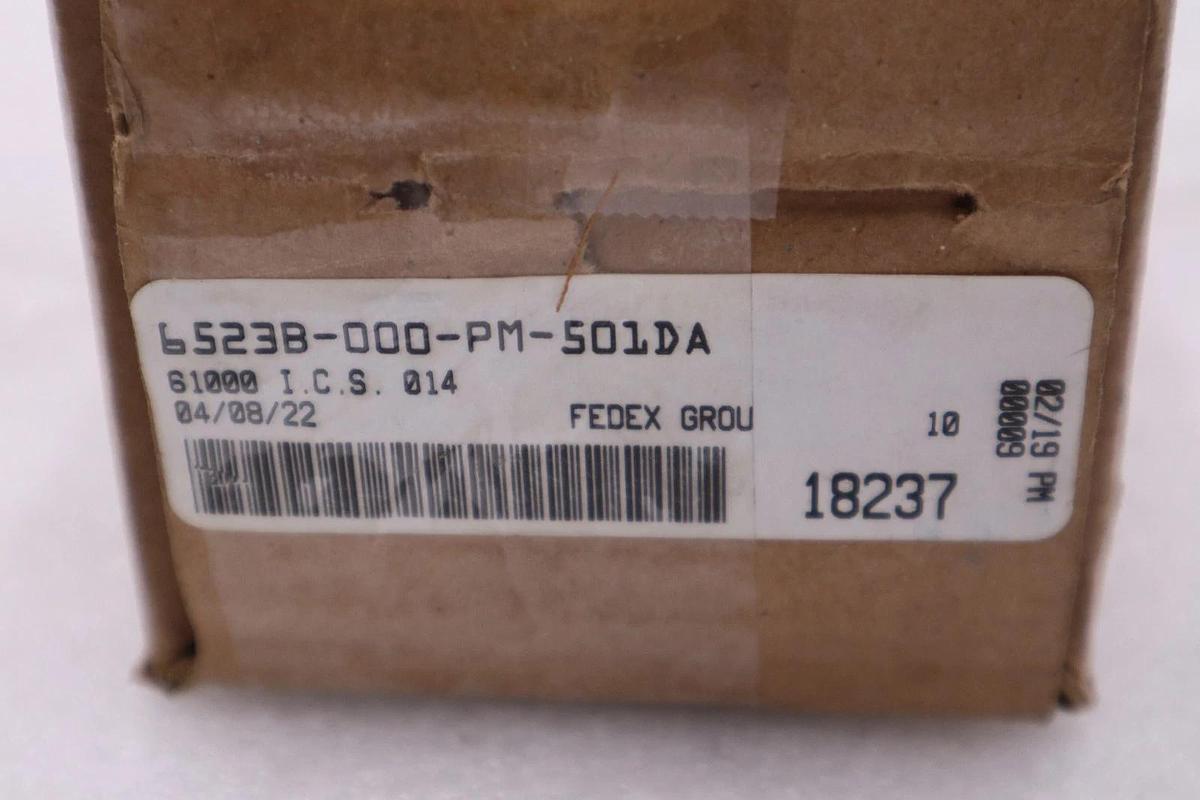 6523B-000-PM-501DA
61000 I.C.S. 014
04/08/22 FEDEX GROU 10
18237
02/19 PM
00009